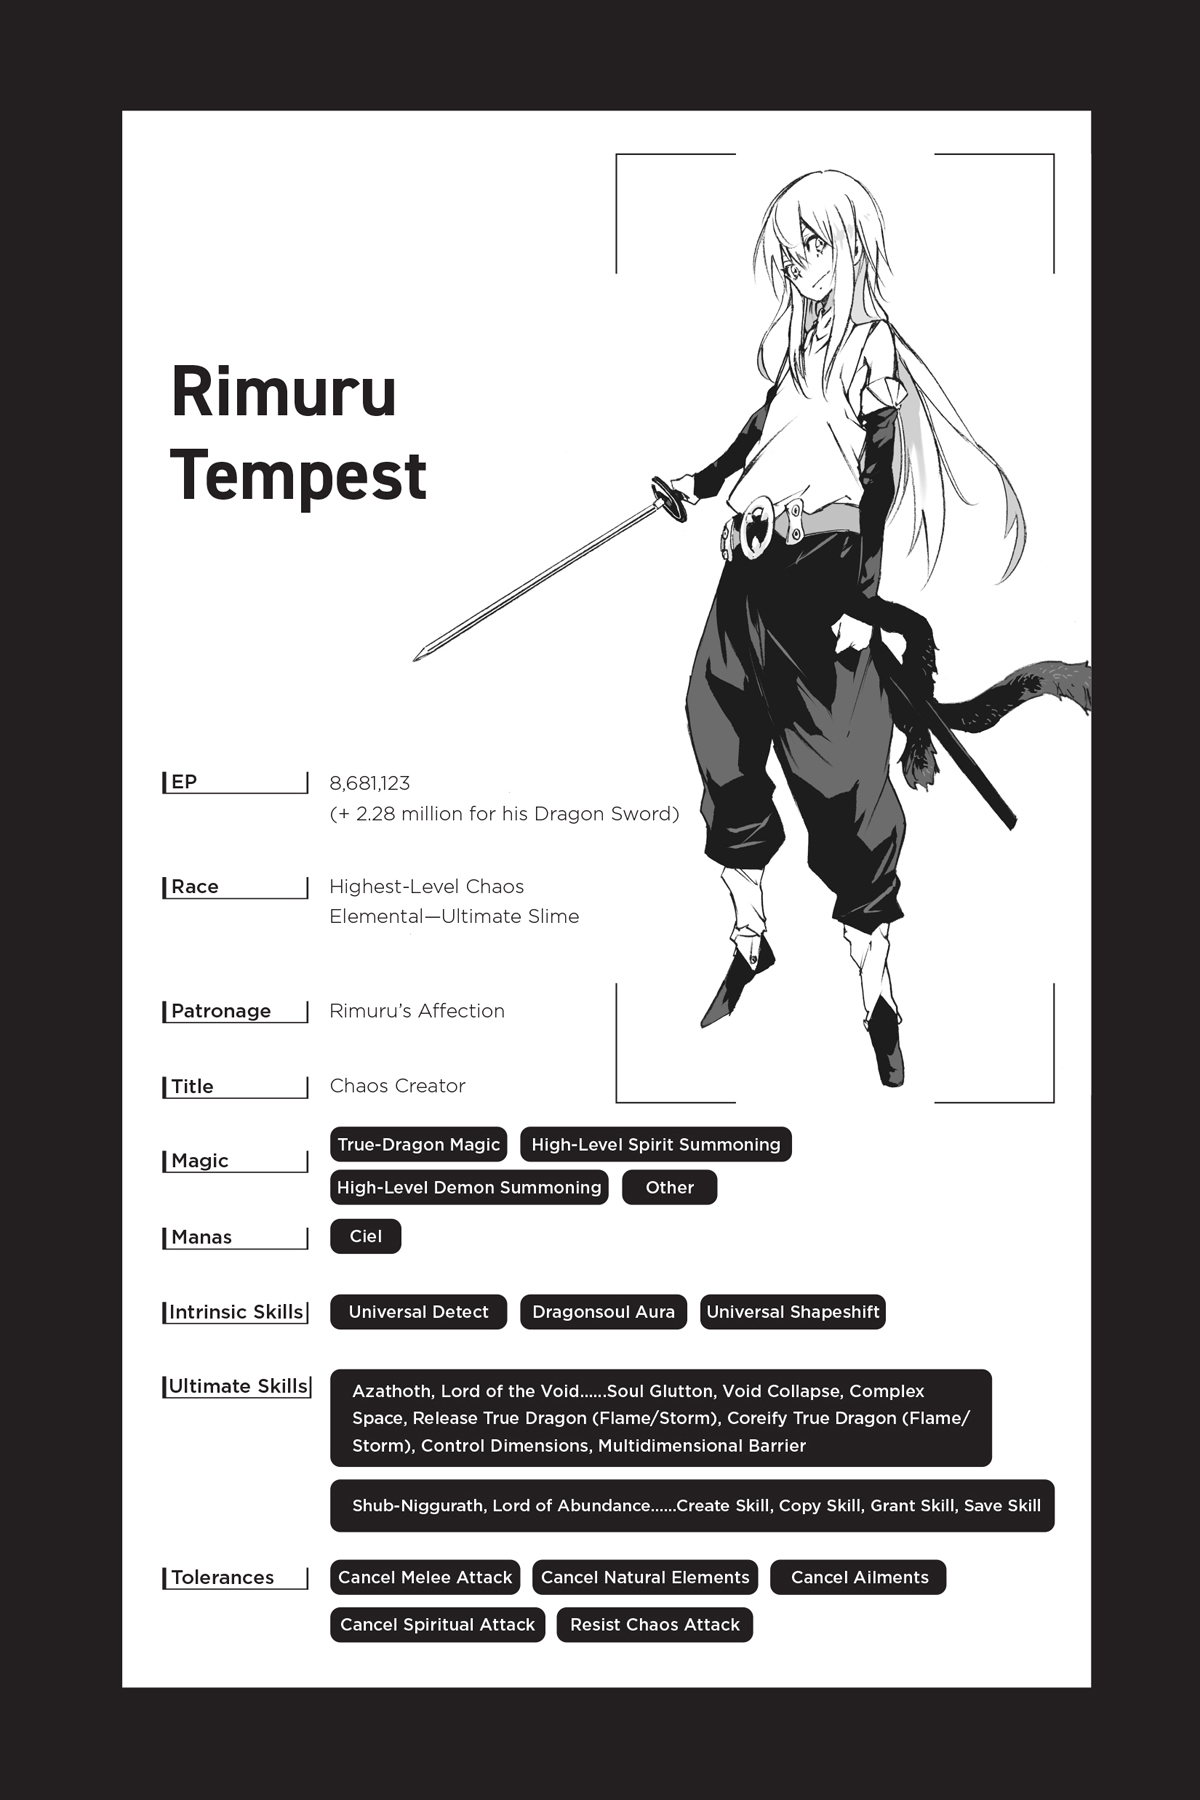 Rimuru
Tempest
EP
8,681,123
(+ 2.28 million for his Dragon Sword)
Race
Highest-Level Chaos
Elemental—Ultimate Slime
Patronage
Rimuru’s Affection
Title
Chaos Creator
Magic
True-Dragon Magic
High-Level Spirit Summoning
High-Level Demon Summoning
Other
Manas
Ciel
Intrinsic Skills
Universal Detect
Dragonsoul Aura
Universal Shapeshift
Ultimate Skills
Azathoth, Lord of the Void......Soul Glutton, Void Collapse, Complex
Space, Release True Dragon (Flame/Storm), Coreify True Dragon (Flame/
Storm), Control Dimensions, Multidimensional Barrier
Shub-Niggurath, Lord of Abundance......Create Skill, Copy Skill, Grant Skill, Save Skill
Tolerances
Cancel Melee Attack
Cancel Natural Elements
Cancel Ailments
Cancel Spiritual Attack
Resist Chaos Attack